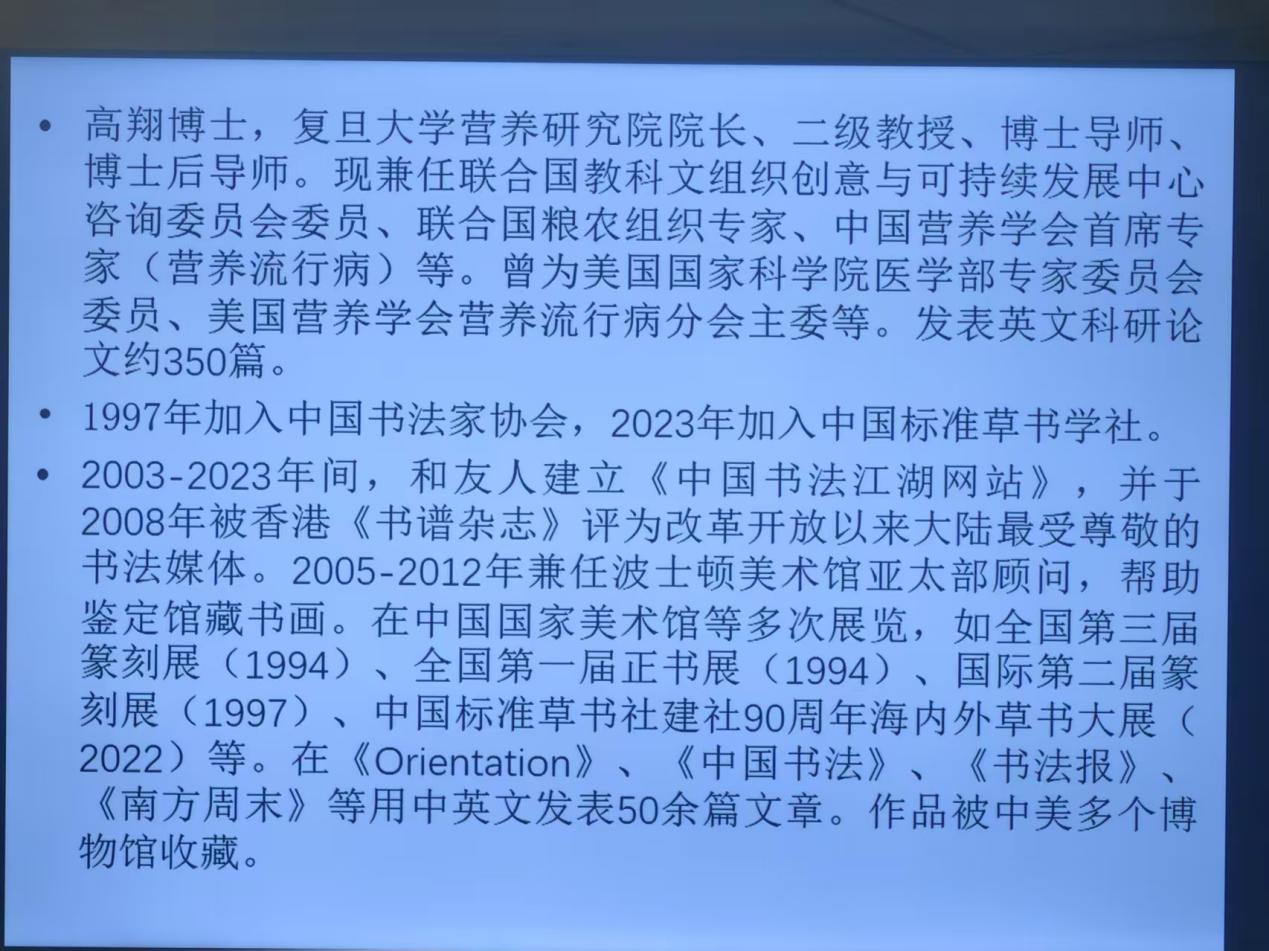 • 高翔博士，复旦大学营养研究院院长、二级教授、博士导师、
博士后导师。现兼任联合国教科文组织创意与可持续发展中心
咨询委员会委员、联合国粮农组织专家、中国营养学会首席专
家（营养流行病）等。曾为美国国家科学院医学部专家委员会
委员、美国营养学会营养流行病分会主委等。发表英文科研论
文约350篇。
• 1997年加入中国书法家协会，2023年加入中国标准草书学社。
• 2003-2023年间，和友人建立《中国书法江湖网站》，并于
2008年被香港《书谱杂志》评为改革开放以来大陆最受尊敬的
书法媒体。2005-2012年兼任波士顿美术馆亚太部顾问，帮助
鉴定馆藏书画。在中国国家美术馆等多次展览，如全国第三届
篆刻展（1994）、全国第一届正书展（1994）、国际第二届篆
刻展（1997）、中国标准草书社建社90周年海内外草书大展（
2022）等。在《Orientation》、《中国书法》、《书法报》、
《南方周末》等用中英文发表50余篇文章。作品被中美多个博
物馆收藏。